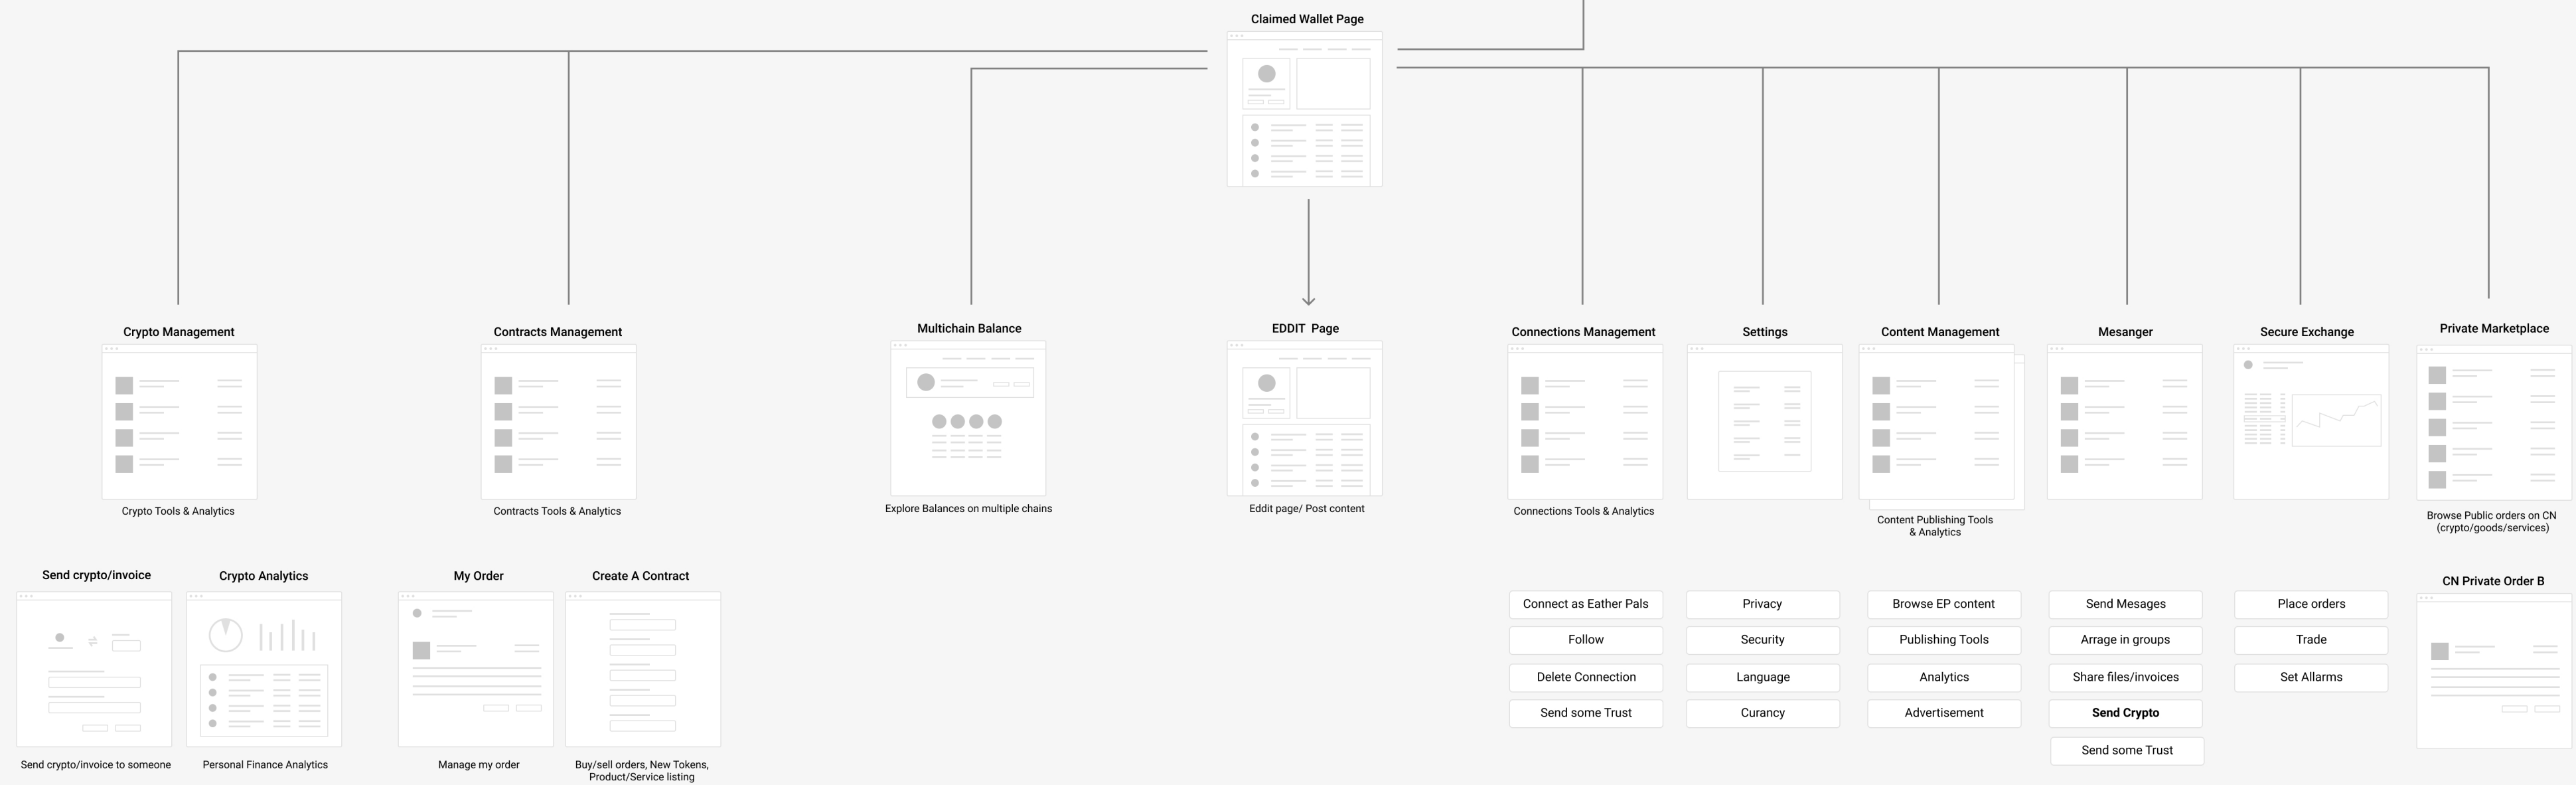 Claimed Wallet Page
Crypto Management
Contracts Management
Multichain Balance
EDDIT Page
Connections Management
Settings
Content Management
Mesanger
Secure Exchange
Private Marketplace
Crypto Tools & Analytics
Contracts Tools & Analytics
Explore Balances on multiple chains
Eddit page/ Post content
Connections Tools & Analytics
Content Publishing Tools
& Analytics
Browse Public orders on CN
(crypto/goods/services)
Send crypto/invoice
Crypto Analytics
My Order
Create A Contract
Send crypto/invoice to someone
Personal Finance Analytics
Manage my order
Buy/sell orders, New Tokens,
Product/Service listing
Connect as Eather Pals
Follow
Delete Connection
Send some Trust
Privacy
Security
Language
Curancy
Browse EP content
Publishing Tools
Analytics
Advertisement
Send Mesages
Arrage in groups
Share files/invoices
Send Crypto
Send some Trust
Place orders
Trade
Set Allarms
CN Private Order B